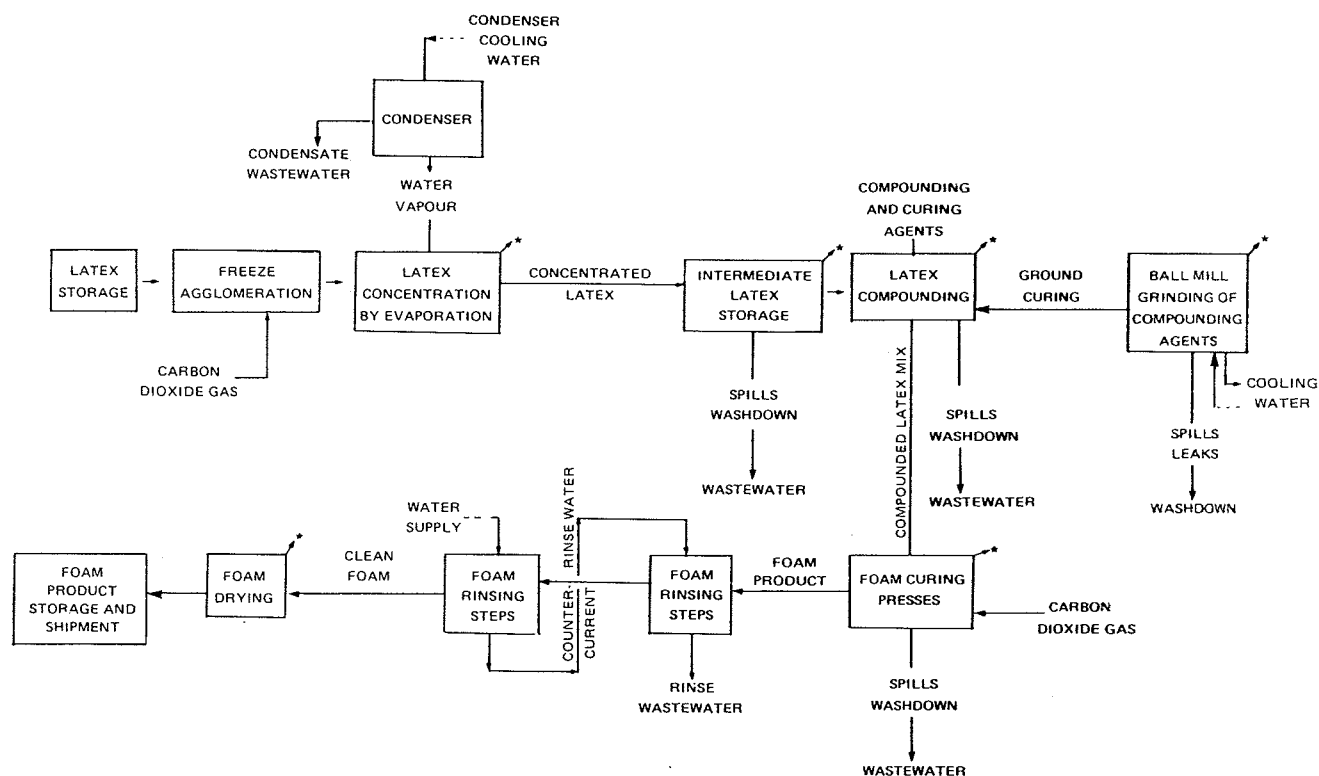 CONDENSER
COOLING
WATER
CONDENSER
CONDENSATE
WASTEWATER
WATER
VAPOUR
COMPOUNDING
AND CURING
AGENTS
*
*
*
*
LATEX
STORAGE
FREEZE
AGGLOMERATION
LATEX
CONCENTRATION
BY EVAPORATION
CONCENTRATED
LATEX
INTERMEDIATE
LATEX
STORAGE
LATEX
COMPOUNDING
GROUND
CURING
BALL MILL
GRINDING OF
COMPOUNDING
AGENTS
CARBON
DIOXIDE GAS
COOLING
WATER
SPILLS
WASHDOWN
WASTEWATER
COMPOUNDED LATEX MIX
SPILLS
WASHDOWN
WASTEWATER
SPILLS
LEAKS
WASHDOWN
FOAM
PRODUCT
STORAGE AND
SHIPMENT
*
FOAM
DRYING
CLEAN
FOAM
WATER
SUPPLY
FOAM
RINSING
STEPS
COUNTER- RINSE WATER
CURRENT
FOAM
RINSING
STEPS
FOAM
PRODUCT
*
FOAM CURING
PRESSES
CARBON
DIOXIDE GAS
RINSE
WASTEWATER
SPILLS
WASHDOWN
WASTEWATER